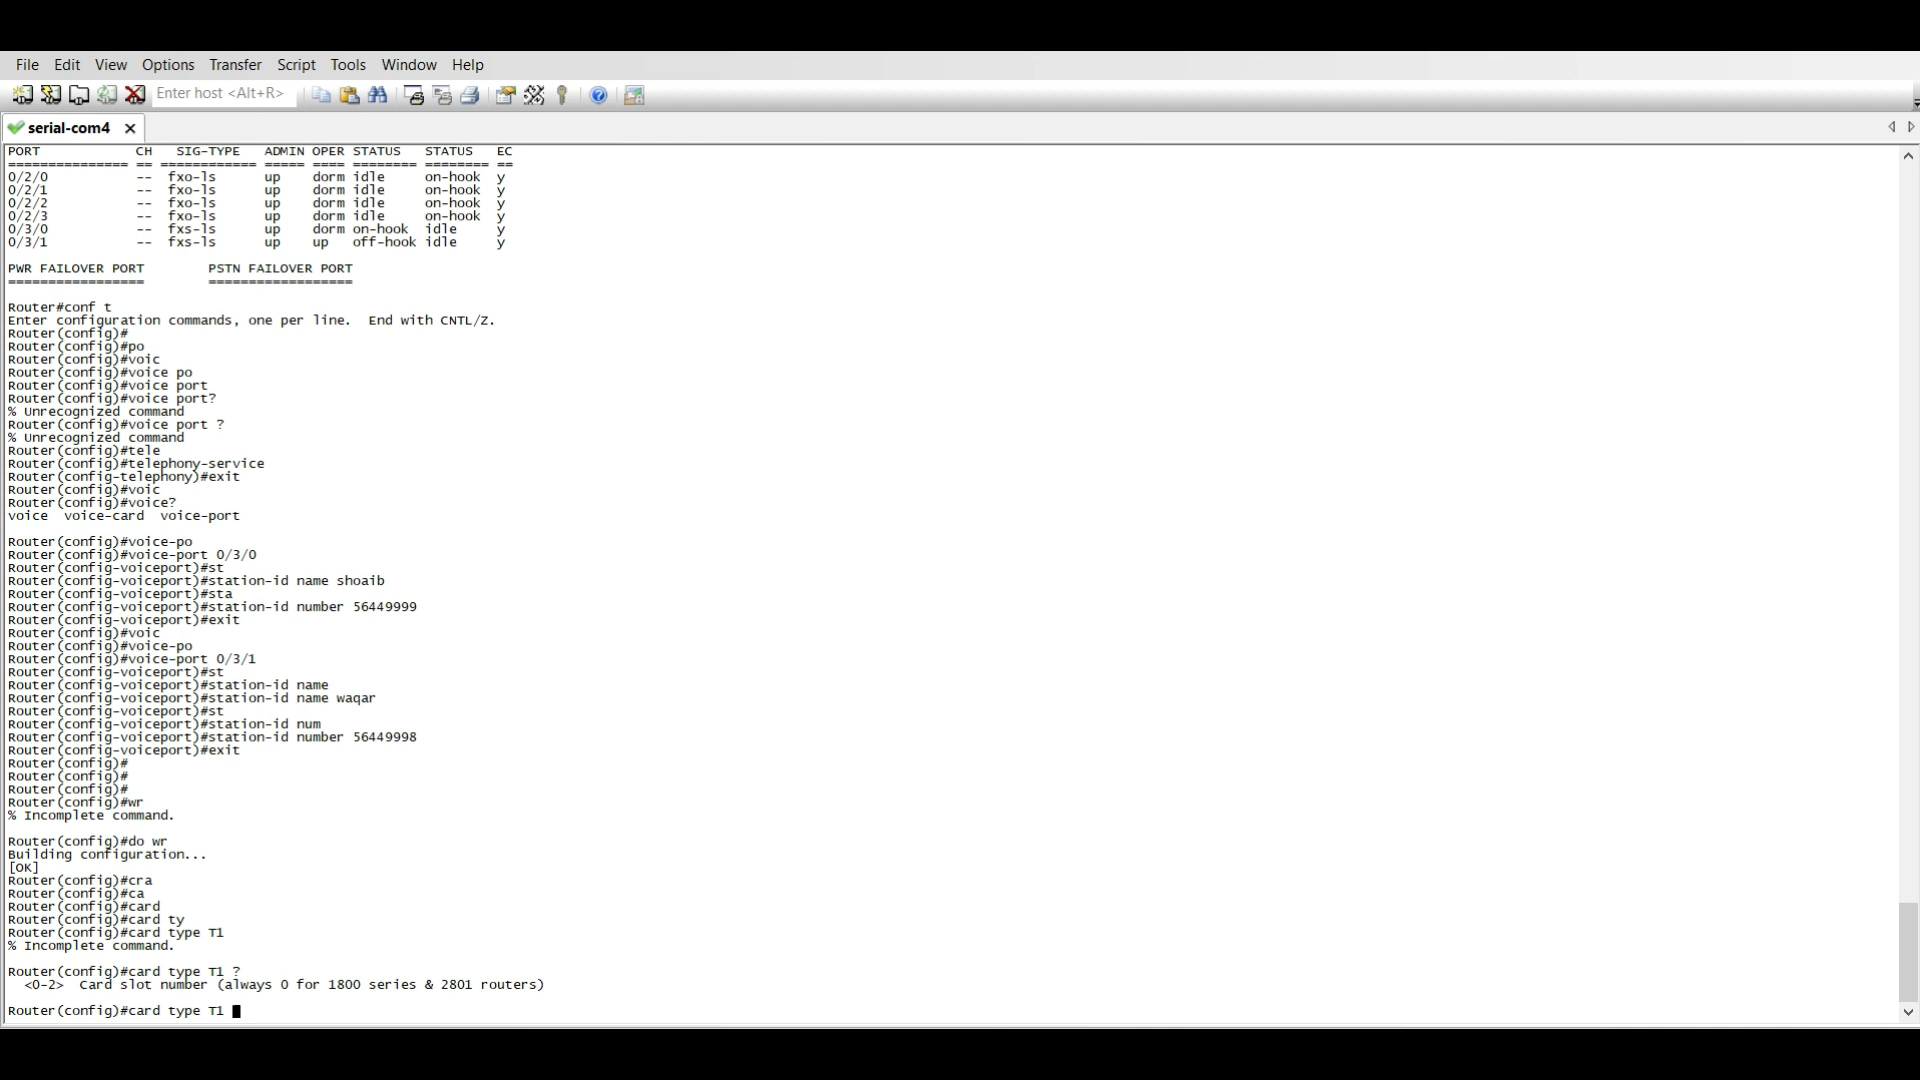 File Edit View Options Transfer Script Tools Window Help
Enter host <Alt+R>
serial-com4
PORT CH SIG-TYPE ADMIN OPER STATUS STATUS EC
=============== == ============ ===== ==== ======== ======== ==
0/2/0 -- fxo-ls up dorm idle on-hook y
0/2/1 -- fxo-ls up dorm idle on-hook y
0/2/2 -- fxo-ls up dorm idle on-hook y
0/2/3 -- fxo-ls up dorm idle on-hook y
0/3/0 -- fxs-ls up dorm on-hook idle y
0/3/1 -- fxs-ls up up off-hook idle y
PWR FAILOVER PORT PSTN FAILOVER PORT
================= ==================
Router#conf t
Enter configuration commands, one per line. End with CNTL/Z.
Router(config)#
Router(config)#po
Router(config)#voic
Router(config)#voice po
Router(config)#voice port
Router(config)#voice port?
% Unrecognized command
Router(config)#voice port ?
% Unrecognized command
Router(config)#tele
Router(config)#telephony-service
Router(config-telephony)#exit
Router(config)#voic
Router(config)#voice?
voice voice-card voice-port
Router(config)#voice-po
Router(config)#voice-port 0/3/0
Router(config-voiceport)#st
Router(config-voiceport)#station-id name shoaib
Router(config-voiceport)#sta
Router(config-voiceport)#station-id number 56449999
Router(config-voiceport)#exit
Router(config)#voic
Router(config)#voice-po
Router(config)#voice-port 0/3/1
Router(config-voiceport)#st
Router(config-voiceport)#station-id name
Router(config-voiceport)#station-id name waqar
Router(config-voiceport)#st
Router(config-voiceport)#station-id num
Router(config-voiceport)#station-id number 56449998
Router(config-voiceport)#exit
Router(config)#
Router(config)#
Router(config)#
Router(config)#wr
% Incomplete command.
Router(config)#do wr
Building configuration...
[OK]
Router(config)#cra
Router(config)#ca
Router(config)#card
Router(config)#card ty
Router(config)#card type T1
% Incomplete command.
Router(config)#card type T1 ?
<0-2> Card slot number (always 0 for 1800 series & 2801 routers)
Router(config)#card type T1